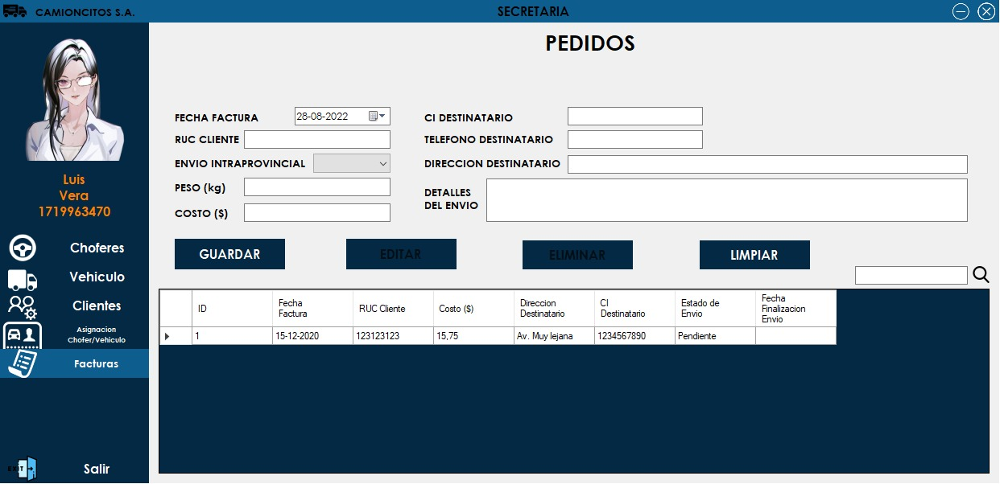 CAMIONCITOS S.A.
SECRETARIA
PEDIDOS
Luis
Vera
1719963470
Choferes
Vehiculo
Clientes
Asignacion
Chofer/Vehiculo
Facturas
EXIT
Salir
FECHA FACTURA
28-08-2022
RUC CLIENTE
ENVIO INTRAPROVINCIAL
PESO (kg)
COSTO ($)
CI DESTINATARIO
TELEFONO DESTINATARIO
DIRECCION DESTINATARIO
DETALLES
DEL ENVIO
GUARDAR
EDITAR
ELIMINAR
LIMPIAR
ID
Fecha
Factura
RUC Cliente
Costo ($)
Direccion
Destinatario
CI
Destinatario
Estado de
Envio
Fecha
Finalizacion
Envio
1
15-12-2020
123123123
15,75
Av. Muy lejana
1234567890
Pendiente